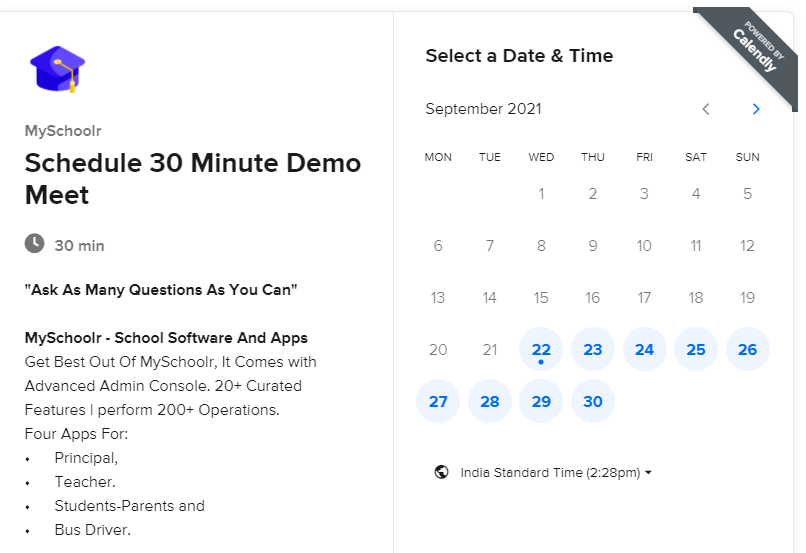 MySchoolr
Schedule 30 Minute Demo
Meet
30 min
"Ask As Many Questions As You Can"
MySchoolr - School Software And Apps
Get Best Out Of MySchoolr, It Comes with
Advanced Admin Console. 20+ Curated
Features | perform 200+ Operations.
Four Apps For:
• Principal,
• Teacher.
• Students-Parents and
• Bus Driver.
POWERED BY
Calendly
Select a Date & Time
September 2021
MON TUE WED THU FRI SAT SUN
1 2 3 4 5
6 7 8 9 10 11 12
13 14 15 16 17 18 19
20 21 22 23 24 25 26
27 28 29 30
India Standard Time (2:28pm)